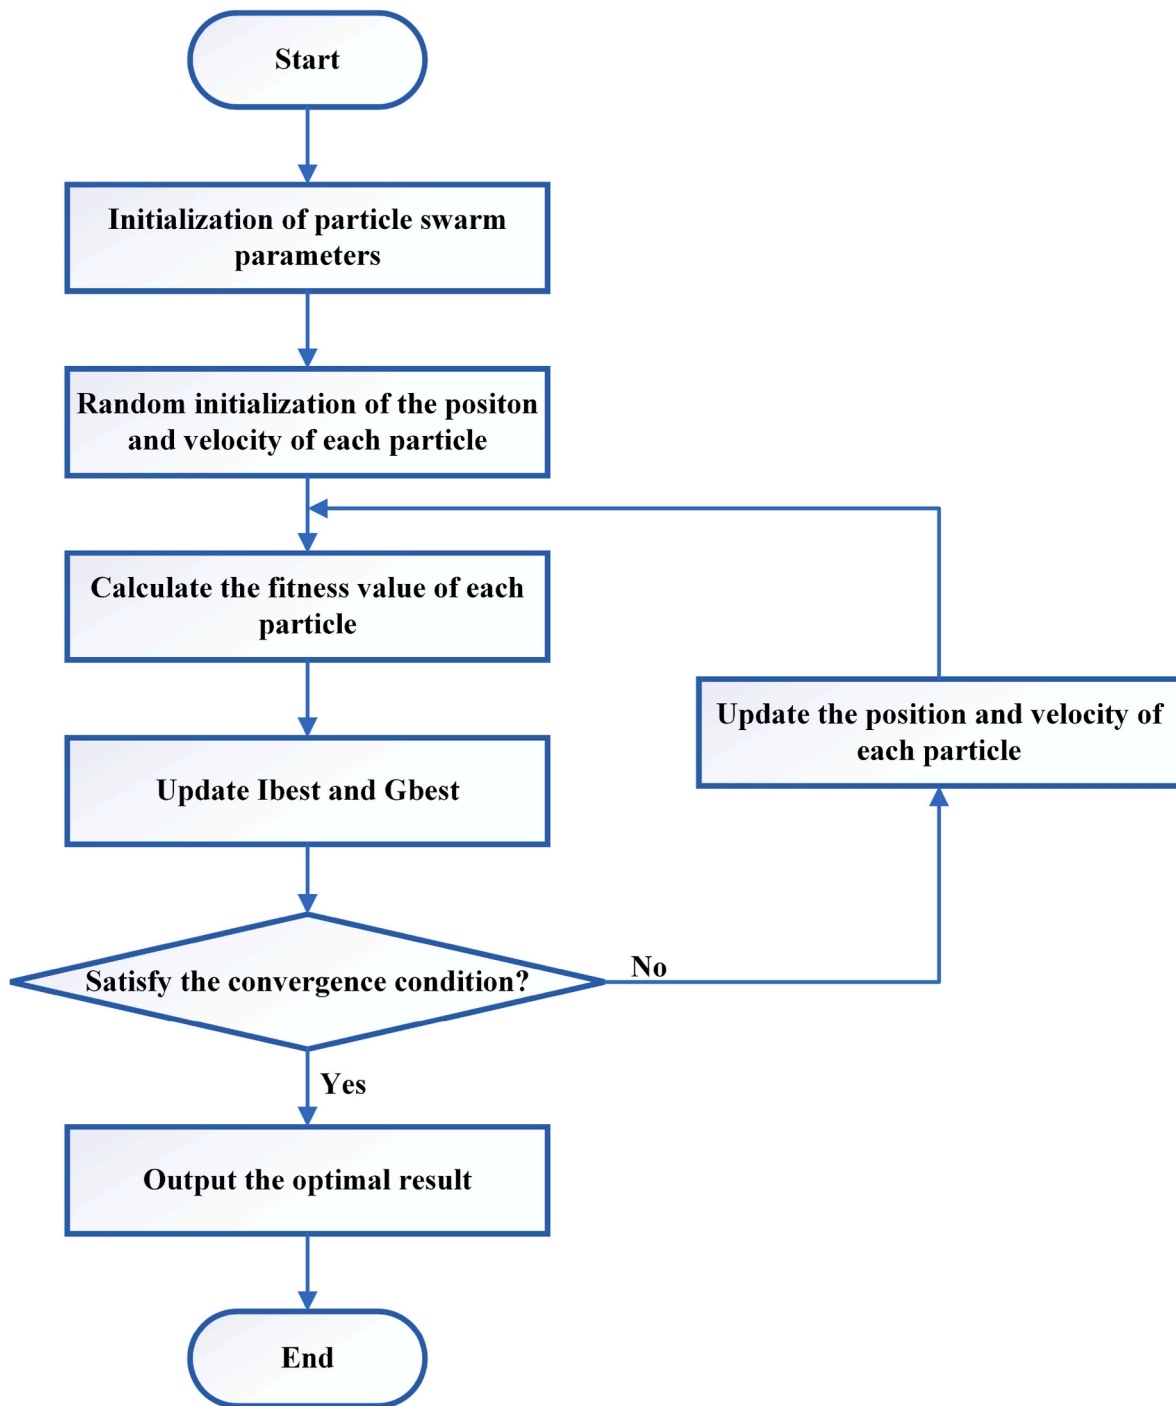 Start
Initialization of particle swarm
parameters
Random initialization of the positon
and velocity of each particle
Calculate the fitness value of each
particle
Update the position and velocity of
each particle
Update Ibest and Gbest
Satisfy the convergence condition?
No
Yes
Output the optimal result
End